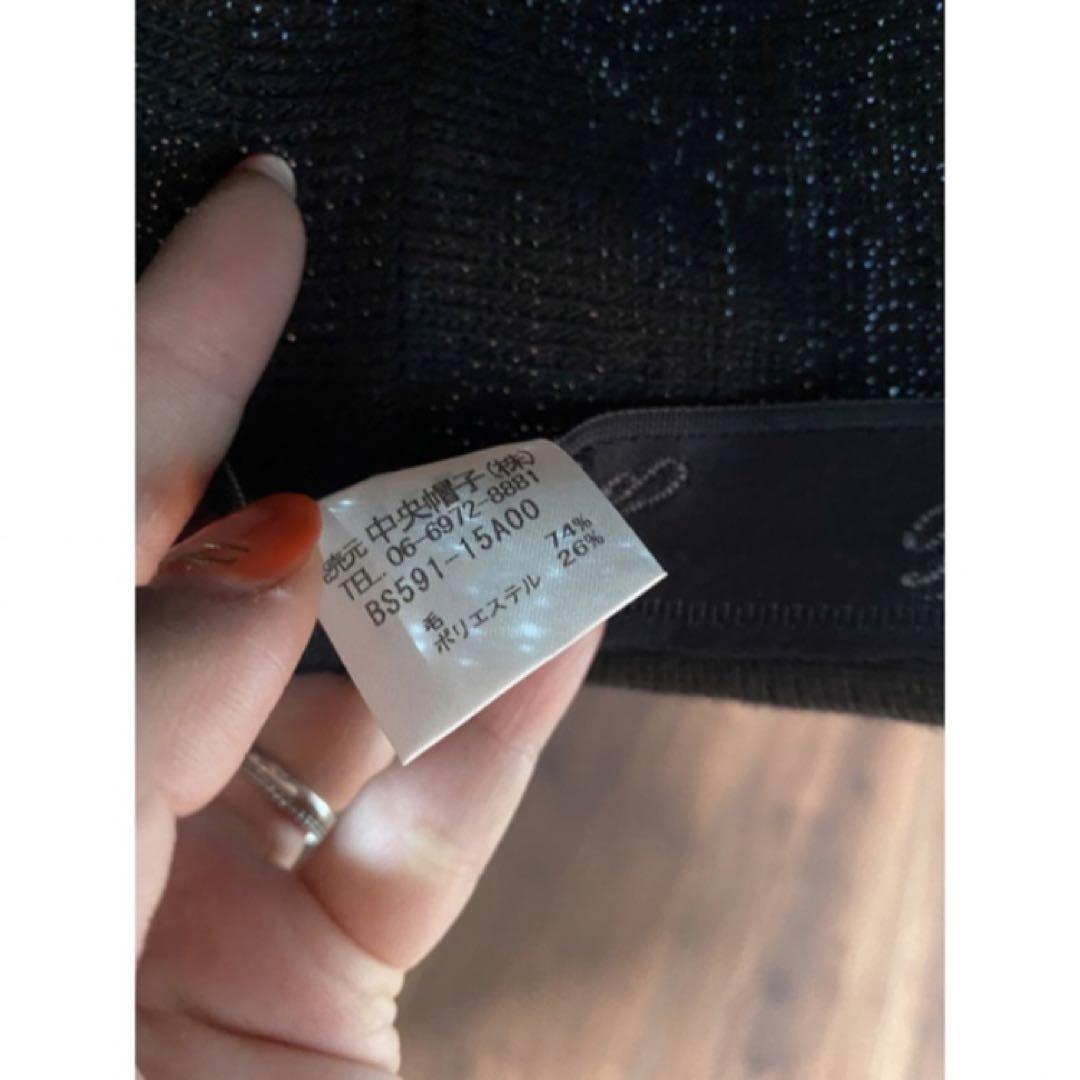 発売元 中央帽子(株)
TEL. 06-6972-8881
BS591-15A00
毛 74%
ポリエステル 26%